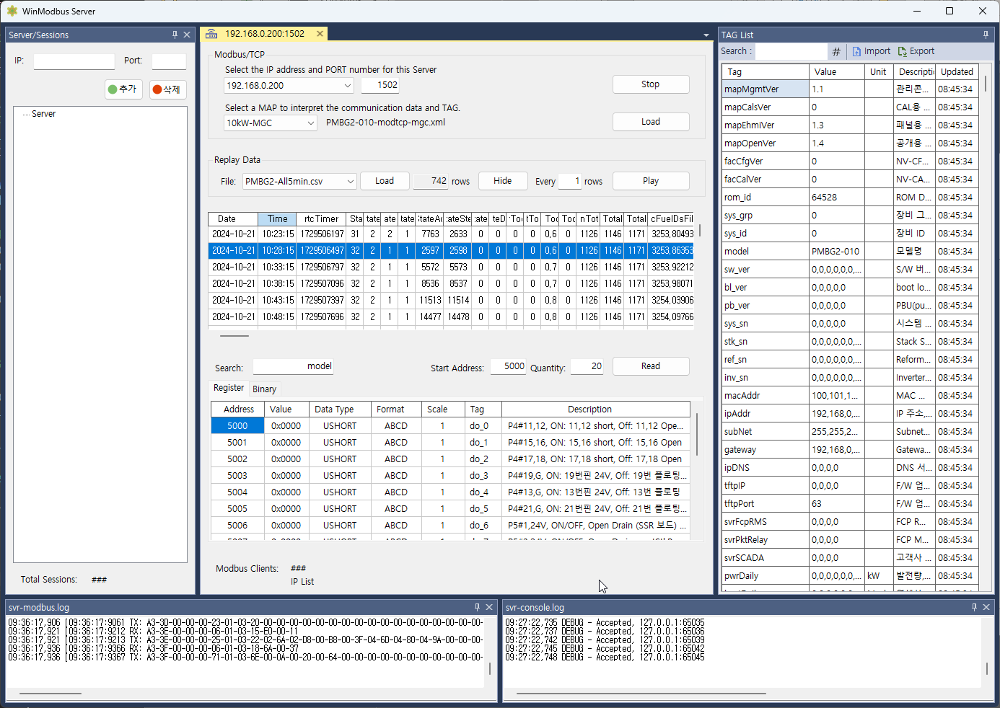 WinModbus Server
Server/Sessions
IP:
Port:
추가
삭제
Server
Total Sessions: ###
192.168.0.200:1502
Modbus/TCP
Select the IP address and PORT number for this Server
192.168.0.200 1502 Stop
Select a MAP to interpret the communication data and TAG.
10kW-MGC PMBG2-010-modtcp-mgc.xml Load
Replay Data
File: PMBG2-All5min.csv Load 742 rows Hide Every 1 rows Play
Date Time rtcTimer Sta tate ate tate :tateAc :ateSte :ate teD :Too tTo Too Too nTot Total Total cFuelDsFil
2024-10-21 10:23:15 1729506197 31 2 2 1 7763 2633 0 0 0 0 0,6 0 1126 1146 1171 3253,80493
2024-10-21 10:28:15 1729506497 32 2 1 1 2597 2598 0 0 0 0 0,6 0 1126 1146 1171 3253,86353
2024-10-21 10:33:15 1729506797 32 2 1 1 5572 5573 0 0 0 0 0,7 0 1126 1146 1171 3253,92212
2024-10-21 10:38:15 1729507096 32 2 1 1 8536 8537 0 0 0 0 0,7 0 1126 1146 1171 3253,98071
2024-10-21 10:43:15 1729507397 32 2 1 1 11513 11514 0 0 0 0 0,8 0 1126 1146 1171 3254,03906
2024-10-21 10:48:15 1729507696 32 2 1 1 14477 14478 0 0 0 0 0,8 0 1126 1146 1171 3254,09766
Search: model Start Address: 5000 Quantity: 20 Read
Register Binary
Address Value Data Type Format Scale Tag Description
5000 0x0000 USHORT ABCD 1 do_0 P4#11,12, ON: 11,12 short, Off: 11,12 Ope...
5001 0x0000 USHORT ABCD 1 do_1 P4#15,16, ON: 15,16 short, Off: 15,16 Open
5002 0x0000 USHORT ABCD 1 do_2 P4#17,18, ON: 17,18 short, Off: 17,18 Open
5003 0x0000 USHORT ABCD 1 do_3 P4#19,G, ON: 19번핀 24V, Off: 19번 플로팅...
5004 0x0000 USHORT ABCD 1 do_4 P4#13,G, ON: 13번핀 24V, Off: 13번 플로팅
5005 0x0000 USHORT ABCD 1 do_5 P4#21,G, ON: 21번핀 24V, Off: 21번 플로팅...
5006 0x0000 USHORT ABCD 1 do_6 P5#1,24V, ON/OFF, Open Drain (SSR 보드) ...
Modbus Clients: ###
IP List
TAG List
Search : # Import Export
Tag Value Unit Descriptic Updated
mapMgmtVer 1.1 관리콘... 08:45:34
mapCalsVer 0 CAL용 ... 08:45:34
mapEhmiVer 1.3 패널용 ... 08:45:34
mapOpenVer 1.4 공개용 ... 08:45:34
facCfgVer 0 NV-CF... 08:45:34
facCalVer 0 NV-CA... 08:45:34
rom_id 64528 ROM D... 08:45:34
sys_grp 0 장비 그... 08:45:34
sys_id 0 장비 ID 08:45:34
model PMBG2-010 모델명 08:45:34
sw_ver 0,0,0,0,0,0,... S/W 버... 08:45:34
bl_ver 0,0,0,0,0 boot lo... 08:45:34
pb_ver 0,0,0,0,0 PBU(pu... 08:45:34
sys_sn 0,0,0,0,0 시스템 ... 08:45:34
stk_sn 0,0,0,0,0,0,... Stack S... 08:45:34
ref_sn 0,0,0,0,0,0,... Reform... 08:45:34
inv_sn 0,0,0,0,0,0,... Inverter... 08:45:34
macAddr 100,101,1... MAC ... 08:45:34
ipAddr 192,168,0,... IP 주소,... 08:45:34
subNet 255,255,2... Subnet... 08:45:34
gateway 192,168,0,... Gatewa... 08:45:34
ipDNS 0,0,0,0 DNS 서... 08:45:34
tftpIP 0,0,0,0 F/W 업... 08:45:34
tftpPort 63 F/W 업... 08:45:34
svrFcpRMS 0,0,0,0 FCP R... 08:45:34
svrPktRelay 0,0,0,0 FCP M... 08:45:34
svrSCADA 0,0,0,0 고객사 ... 08:45:34
pwrDaily 0,0,0,0,0,0,... kW 발전량,... 08:45:34
svr-modbus.log
09:36:17,906 [09:36:17:9061 TX: A3-3D-00-00-00-23-01-03-20-00-00-00-00-00-00-00-00-00-00-00-00-00-00-00-00-00-00-00-00-00-
09:36:17,921 [09:36:17:9212 RX: A3-3E-00-00-00-06-01-03-15-E0-00-11
09:36:17,921 [09:36:17:9213 TX: A3-3E-00-00-00-25-01-03-22-02-6A-02-D8-00-B8-00-3F-04-6D-04-80-04-9A-00-00-00-00-
09:36:17,936 [09:36:17:9366 RX: A3-3F-00-00-00-06-01-03-18-6A-00-37
09:36:17,936 [09:36:17:9367 TX: A3-3F-00-00-00-71-01-03-6E-00-0A-00-20-00-64-00-00-00-00-00-00-00-00-00-00-00-00-00-00-
svr-console.log
09:27:22,735 DEBUG - Accepted, 127.0.0.1:65035
09:27:22,737 DEBUG - Accepted, 127.0.0.1:65036
09:27:22,742 DEBUG - Accepted, 127.0.0.1:65039
09:27:22,745 DEBUG - Accepted, 127.0.0.1:65042
09:27:22,748 DEBUG - Accepted, 127.0.0.1:65045